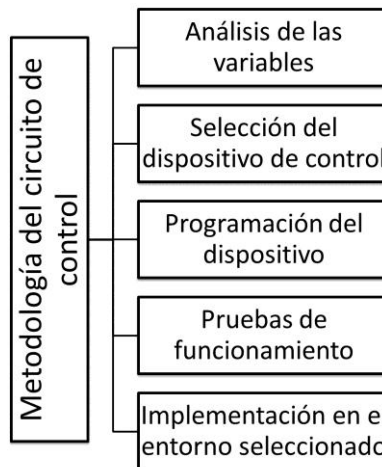 Metodología del circuito de
control
Análisis de las
variables
Selección del
dispositivo de control
Programación del
dispositivo
Pruebas de
funcionamiento
Implementación en e
entorno seleccionado